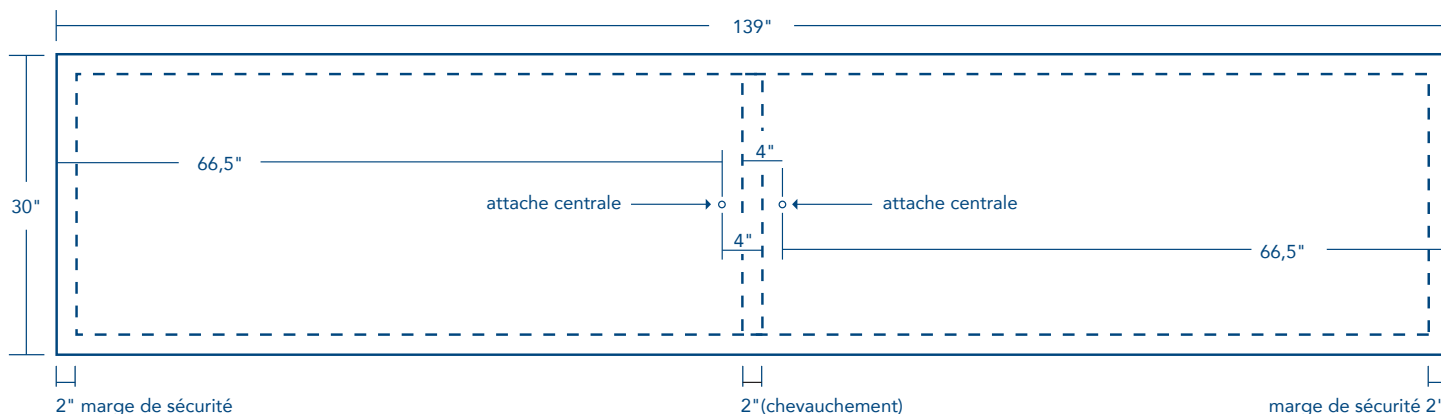 139"
66,5"
4"
30"
attache centrale
attache centrale
4"
66,5"
2" marge de sécurité
2"(chevauchement)
marge de sécurité 2"